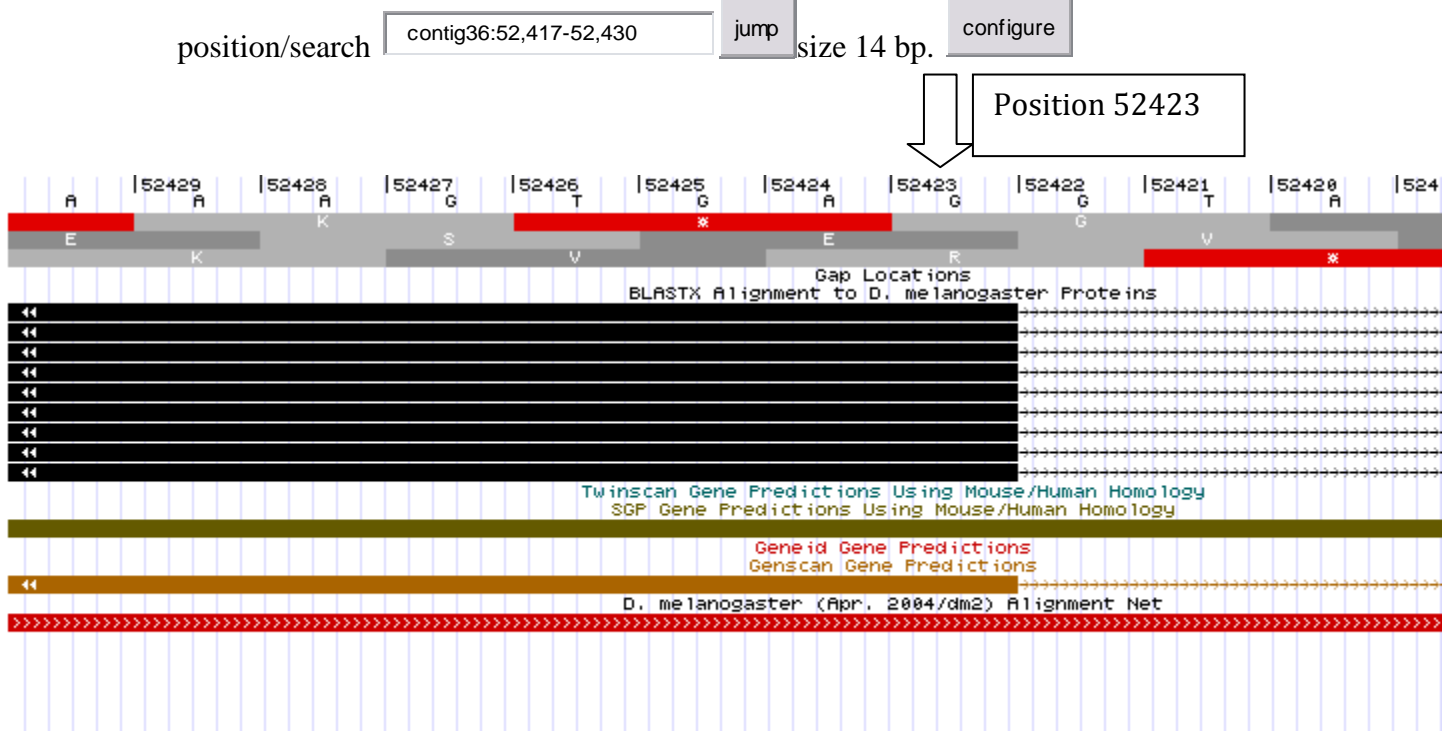 position/search contig36:52,417-52,430 jump size 14 bp. configure
Position 52423
|52429 |52428 |52427 |52426 |52425 |52424 |52423 |52422 |52421 |52420 |524
A A A G T G A G G T A
K * G
E S E V
K V R *
Gap Locations
BLASTX Alignment to D. melanogaster Proteins
Twinscan Gene Predictions Using Mouse/Human Homology
SGP Gene Predictions Using Mouse/Human Homology
Geneid Gene Predictions
Genscan Gene Predictions
D. melanogaster (Apr. 2004/dm2) Alignment Net